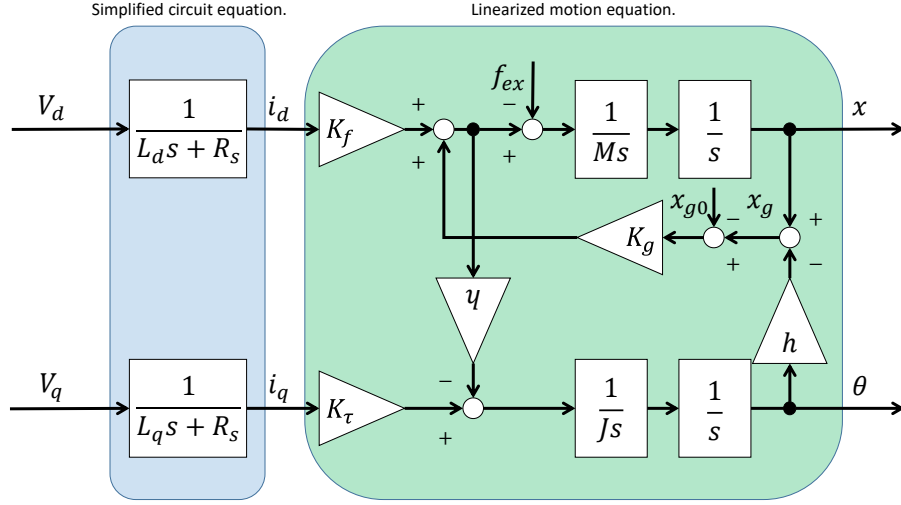 Simplified circuit equation.
Linearized motion equation.
V_d
1
L_d s + R_s
i_d
K_f
+
+
f_ex
−
+
1
Ms
1
s
x
x_g0
x_g
−
+
+
−
K_g
y
h
V_q
1
L_q s + R_s
i_q
K_τ
−
+
1
Js
1
s
θ